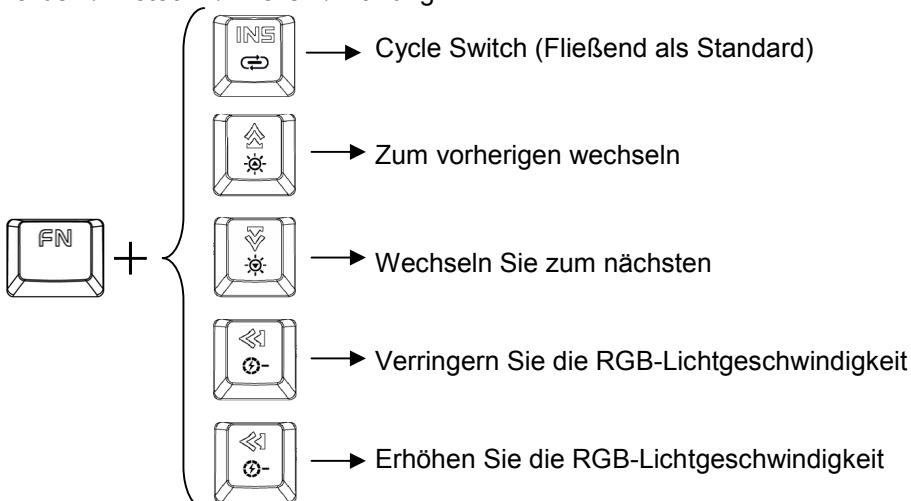 INS
Cycle Switch (Fließend als Standard)
Zum vorherigen wechseln
FN
+
Wechseln Sie zum nächsten
Verringern Sie die RGB-Lichtgeschwindigkeit
Erhöhen Sie die RGB-Lichtgeschwindigkeit